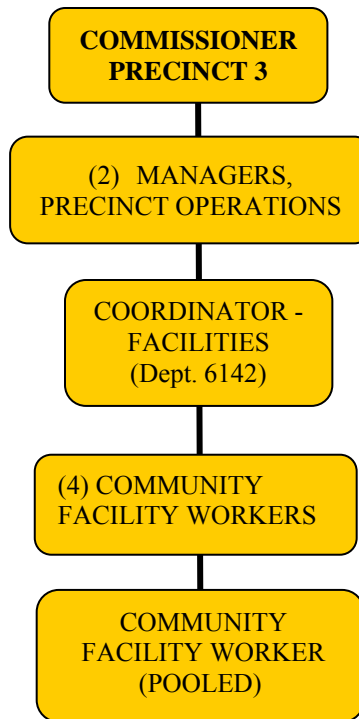 COMMISSIONER
PRECINCT 3
(2) MANAGERS,
PRECINCT OPERATIONS
COORDINATOR -
FACILITIES
(Dept. 6142)
(4) COMMUNITY
FACILITY WORKERS
COMMUNITY
FACILITY WORKER
(POOLED)